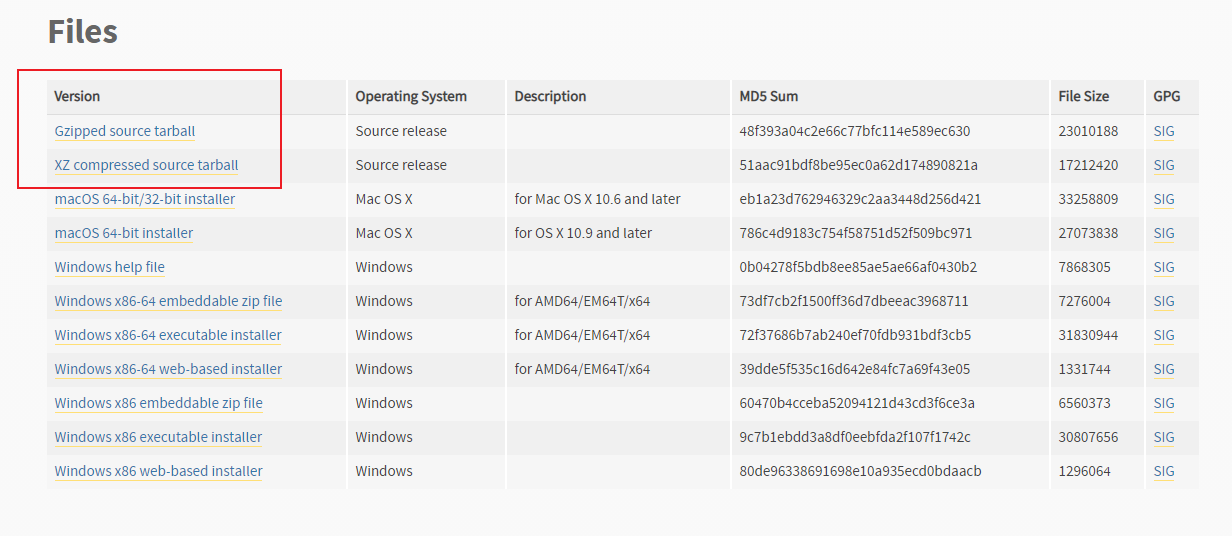 Files
Version Operating System Description MD5 Sum File Size GPG
Gzipped source tarball Source release 48f393a04c2e66c77bfc114e589ec630 23010188 SIG
XZ compressed source tarball Source release 51aac91bdf8be95ec0a62d174890821a 17212420 SIG
macOS 64-bit/32-bit installer Mac OS X for Mac OS X 10.6 and later eb1a23d762946329c2aa3448d256d421 33258809 SIG
macOS 64-bit installer Mac OS X for OS X 10.9 and later 786c4d9183c754f58751d52f509bc971 27073838 SIG
Windows help file Windows 0b04278f5bdb8ee85ae5ae66af0430b2 7868305 SIG
Windows x86-64 embeddable zip file Windows for AMD64/EM64T/x64 73df7cb2f1500ff36d7dbeeac3968711 7276004 SIG
Windows x86-64 executable installer Windows for AMD64/EM64T/x64 72f37686b7ab240ef70fdb931bdf3cb5 31830944 SIG
Windows x86-64 web-based installer Windows for AMD64/EM64T/x64 39dde5f535c16d642e84fc7a69f43e05 1331744 SIG
Windows x86 embeddable zip file Windows 60470b4cceba52094121d43cd3f6ce3a 6560373 SIG
Windows x86 executable installer Windows 9c7b1ebdd3a8df0eebfda2f107f1742c 30807656 SIG
Windows x86 web-based installer Windows 80de96338691698e10a935ecd0bdaacb 1296064 SIG